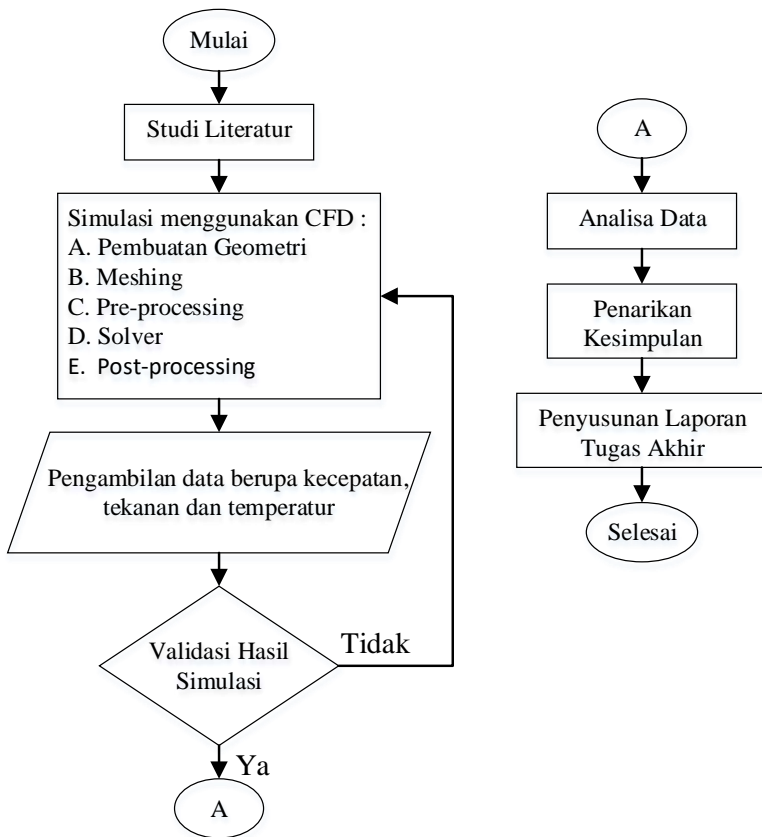 Mulai
Studi Literatur
Simulasi menggunakan CFD :
A. Pembuatan Geometri
B. Meshing
C. Pre-processing
D. Solver
E. Post-processing
Pengambilan data berupa kecepatan,
tekanan dan temperatur
Validasi Hasil
Simulasi
Tidak
Ya
A
A
Analisa Data
Penarikan
Kesimpulan
Penyusunan Laporan
Tugas Akhir
Selesai